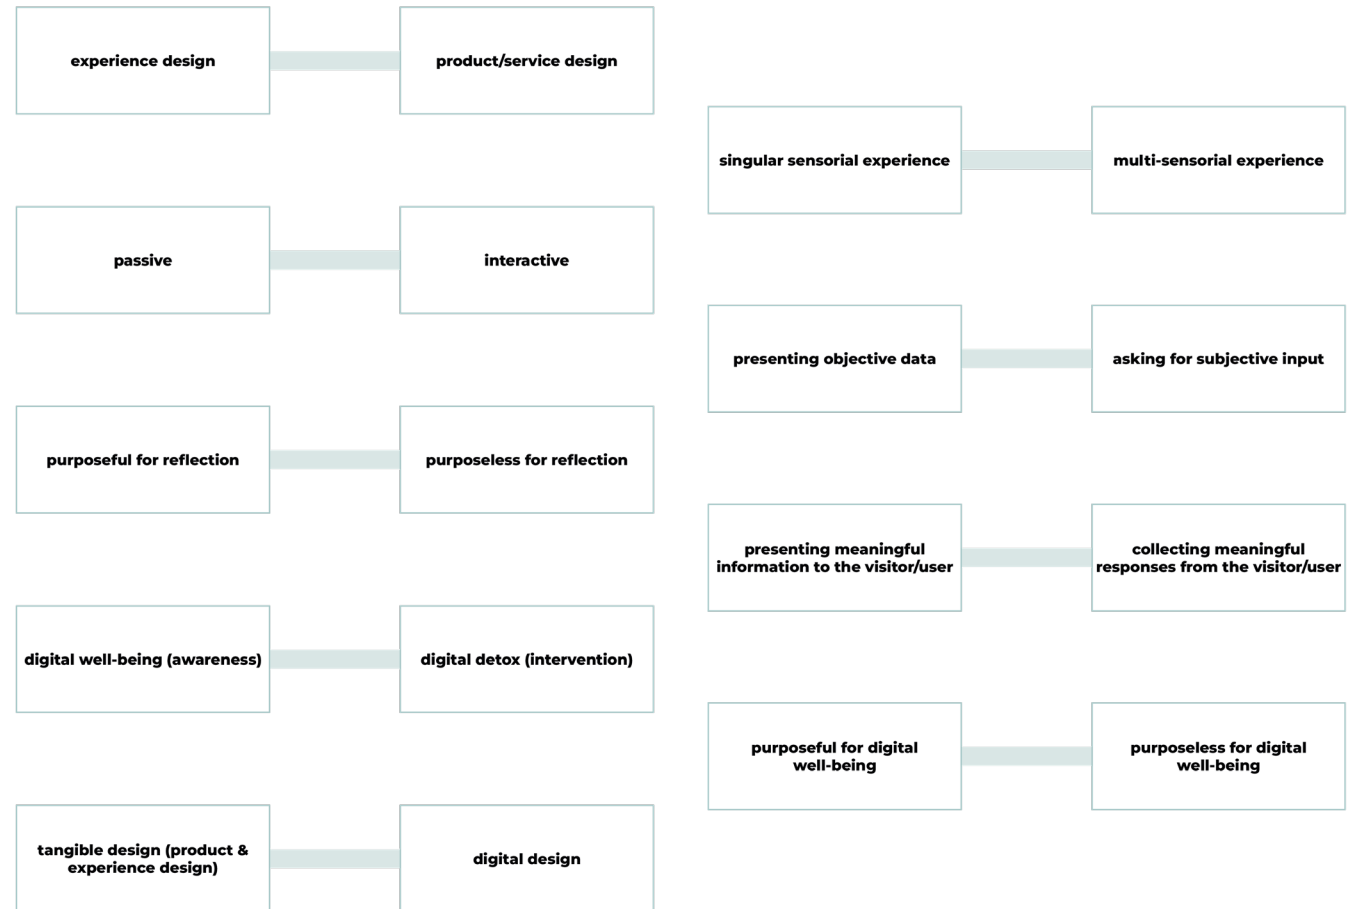 experience design
product/service design
passive
interactive
purposeful for reflection
purposeless for reflection
digital well-being (awareness)
digital detox (intervention)
tangible design (product &
experience design)
digital design
singular sensorial experience
multi-sensorial experience
presenting objective data
asking for subjective input
presenting meaningful
information to the visitor/user
collecting meaningful
responses from the visitor/user
purposeful for digital
well-being
purposeless for digital
well-being